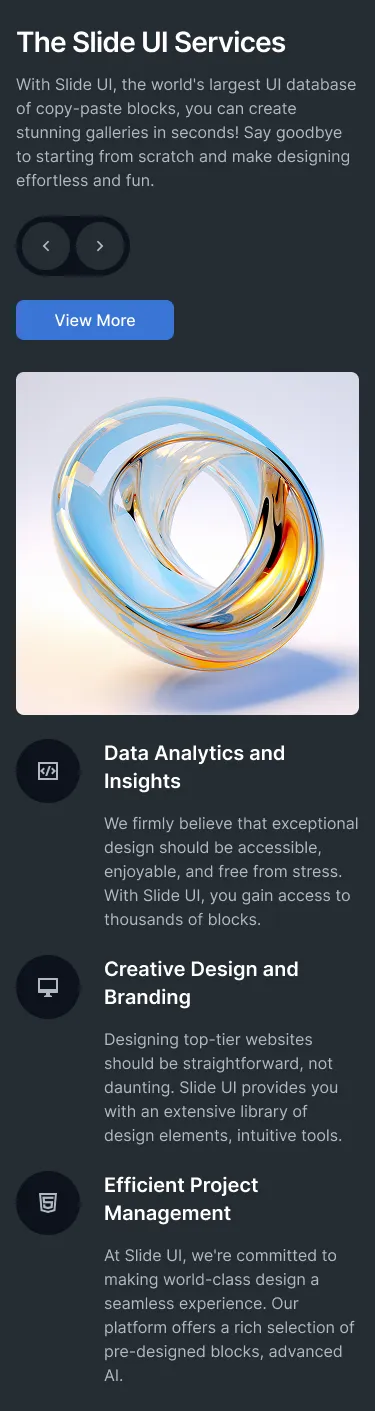 The Slide UI Services
With Slide UI, the world's largest UI database
of copy-paste blocks, you can create
stunning galleries in seconds! Say goodbye
to starting from scratch and make designing
effortless and fun.
View More
Data Analytics and
Insights
We firmly believe that exceptional
design should be accessible,
enjoyable, and free from stress.
With Slide UI, you gain access to
thousands of blocks.
Creative Design and
Branding
Designing top-tier websites
should be straightforward, not
daunting. Slide UI provides you
with an extensive library of
design elements, intuitive tools.
Efficient Project
Management
At Slide UI, we're committed to
making world-class design a
seamless experience. Our
platform offers a rich selection of
pre-designed blocks, advanced
AI.